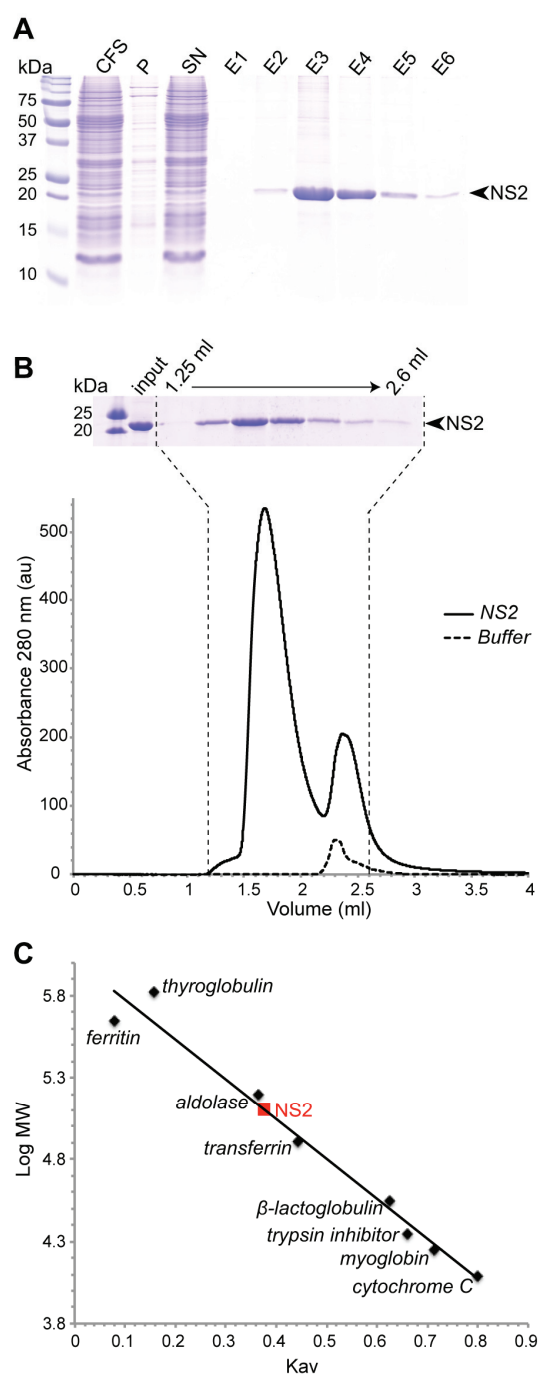 A
kDa CFS P SN E1 E2 E3 E4 E5 E6
75
50
37
25
20
15
10
NS2
B
kDa input 1.25 ml 2.6 ml
25
20
NS2
500
400
300
200
100
0
Absorbance 280 nm (au)
NS2
Buffer
0 0.5 1 1.5 2 2.5 3 3.5 4
Volume (ml)
C
5.8
5.3
4.8
4.3
3.8
Log MW
thyroglobulin
ferritin
aldolase
NS2
transferrin
β-lactoglobulin
trypsin inhibitor
myoglobin
cytochrome C
0 0.1 0.2 0.3 0.4 0.5 0.6 0.7 0.8 0.9
Kav